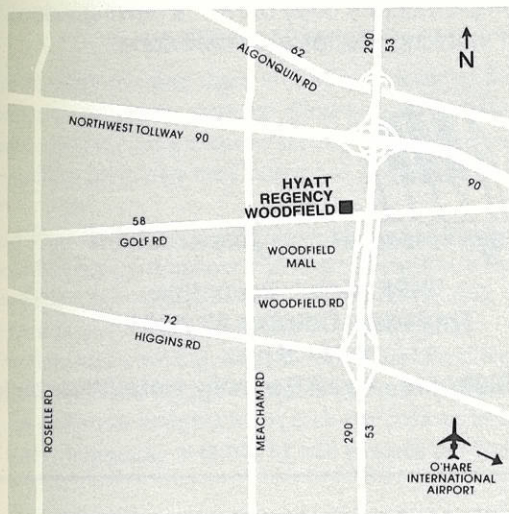 290
53
N
62
ALGONQUIN RD
NORTHWEST TOLLWAY 90
90
HYATT
REGENCY
WOODFIELD
58
GOLF RD
WOODFIELD
MALL
WOODFIELD RD
72
HIGGINS RD
ROSELLE RD
MEACHAM RD
290
53
O'HARE
INTERNATIONAL
AIRPORT